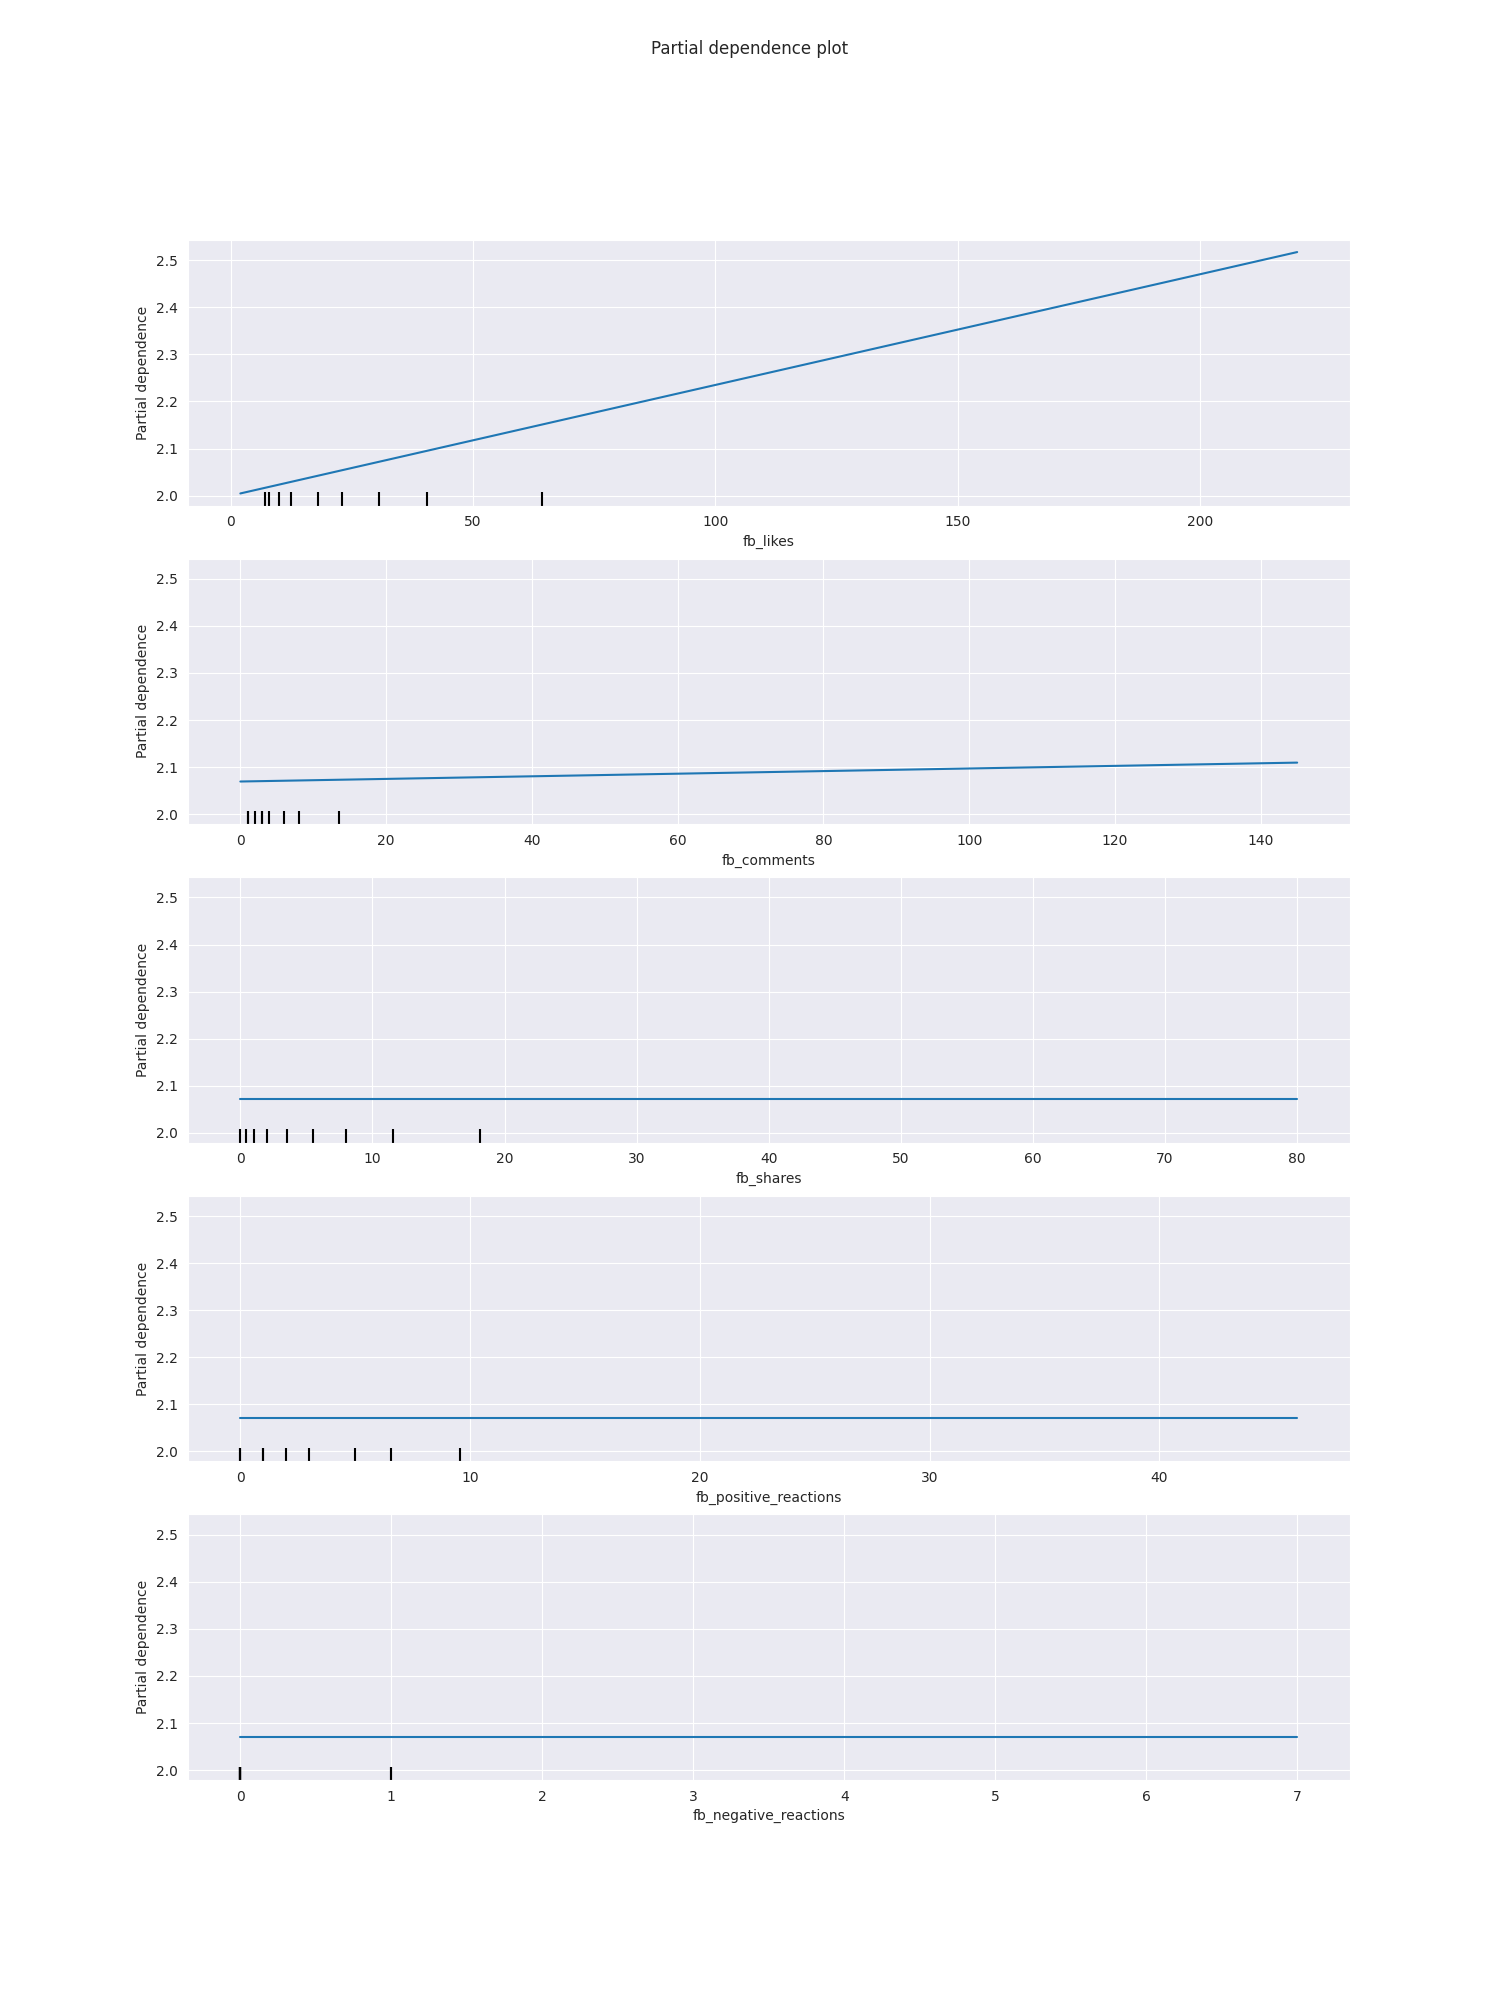 Partial dependence plot
2.5
2.4
2.3
2.2
2.1
2.0
Partial dependence
0 50 100 150 200
fb_likes
2.5
2.4
2.3
2.2
2.1
2.0
Partial dependence
0 20 40 60 80 100 120 140
fb_comments
2.5
2.4
2.3
2.2
2.1
2.0
Partial dependence
0 10 20 30 40 50 60 70 80
fb_shares
2.5
2.4
2.3
2.2
2.1
2.0
Partial dependence
0 10 20 30 40
fb_positive_reactions
2.5
2.4
2.3
2.2
2.1
2.0
Partial dependence
0 1 2 3 4 5 6 7
fb_negative_reactions